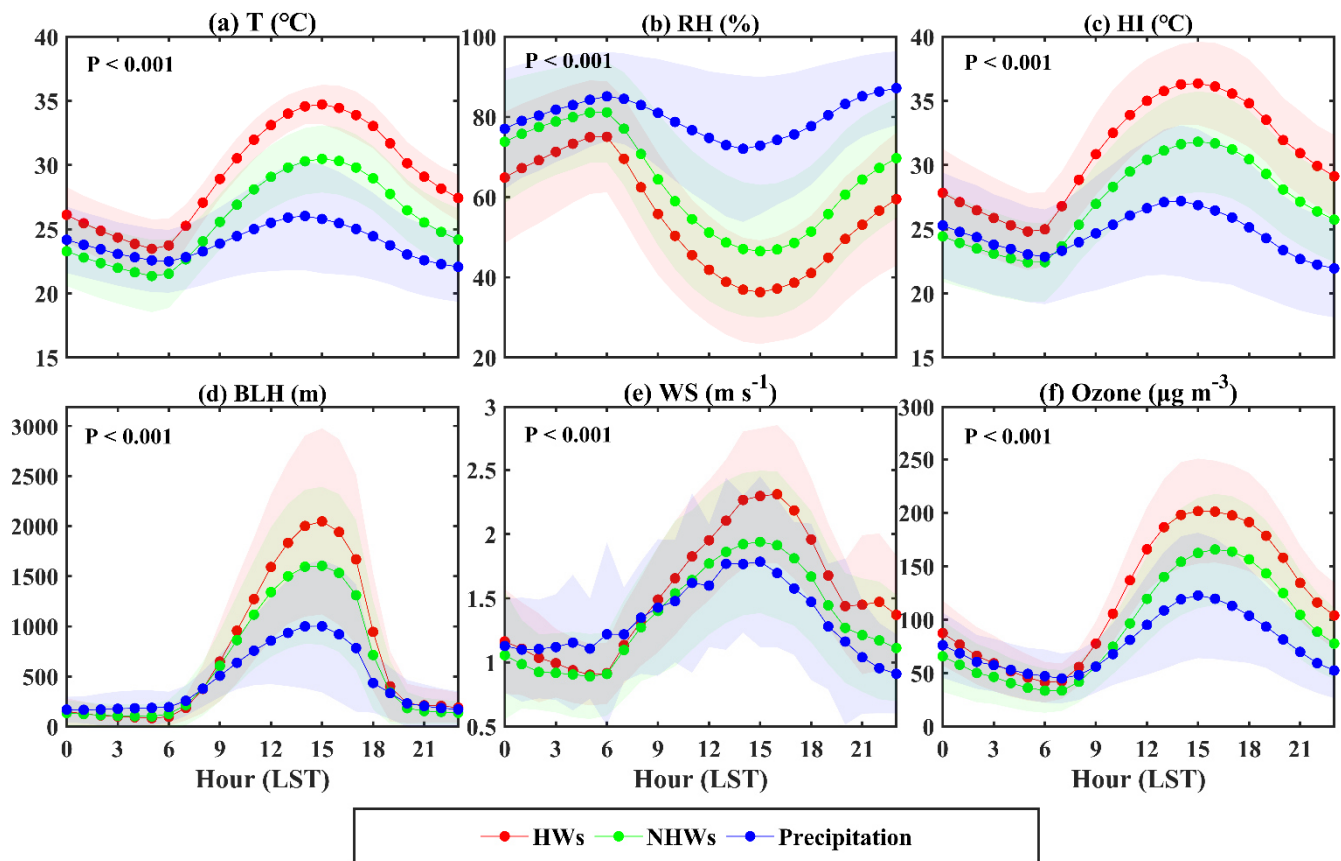 (a) T (°C)
(b) RH (%)
(c) HI (°C)
40
35
30
25
20
15
P < 0.001
100
80
60
40
20
P < 0.001
40
35
30
25
20
15
P < 0.001
(d) BLH (m)
(e) WS (m s⁻¹)
(f) Ozone (µg m⁻³)
3000
2500
2000
1500
1000
500
0
P < 0.001
3
2.5
2
1.5
1
0.5
P < 0.001
300
250
200
150
100
50
0
P < 0.001
0 3 6 9 12 15 18 21
0 3 6 9 12 15 18 21
0 3 6 9 12 15 18 21
Hour (LST)
Hour (LST)
Hour (LST)
HWs NHWs Precipitation